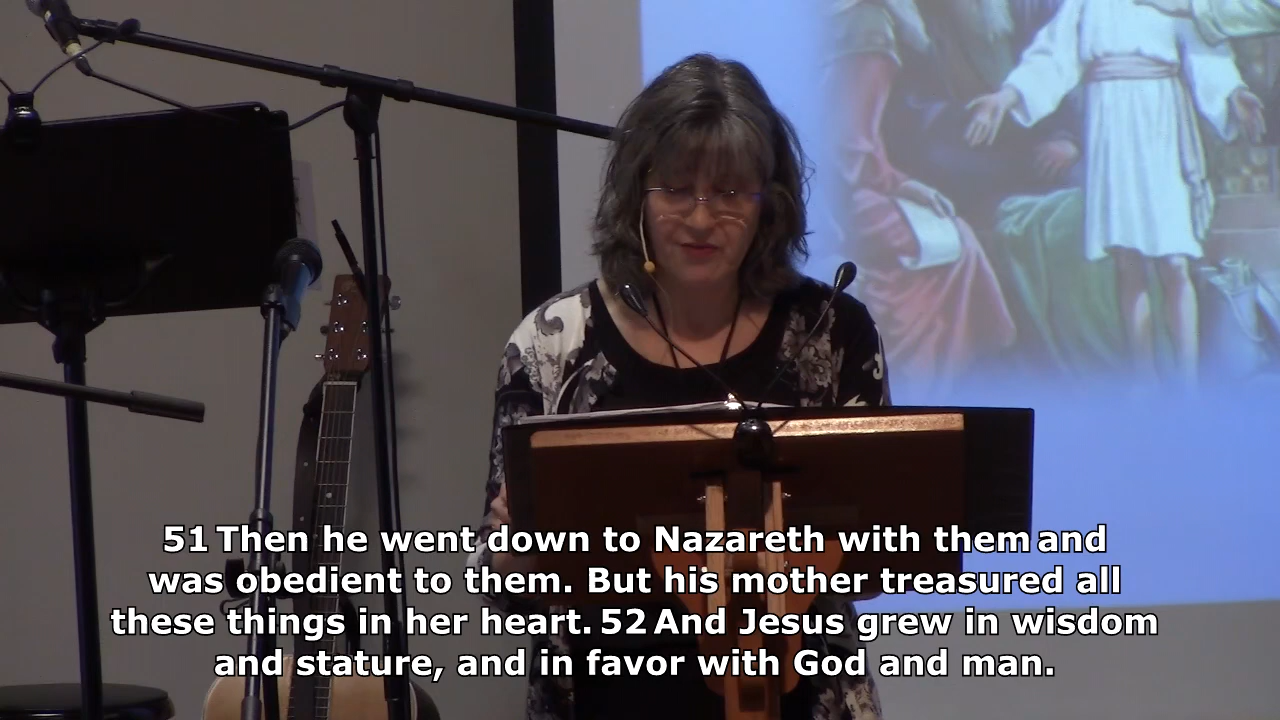 51 Then he went down to Nazareth with them and
was obedient to them. But his mother treasured all
these things in her heart. 52 And Jesus grew in wisdom
and stature, and in favor with God and man.